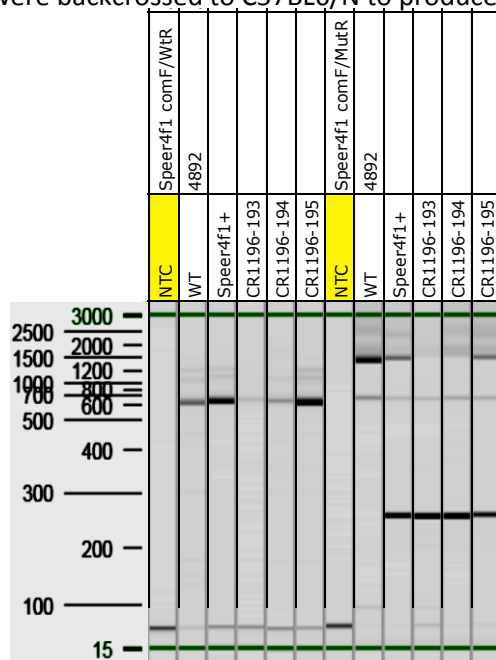 were backcrossed to C57BL6/N to produce
Speer4f1 comF/WtR
4892
Speer4f1 comF/MutR
4892
NTC
WT
Speer4f1+
CR1196-193
CR1196-194
CR1196-195
NTC
WT
Speer4f1+
CR1196-193
CR1196-194
CR1196-195
3000
2500
2000
1500
1200
1000
800
700
600
500
400
300
200
100
15